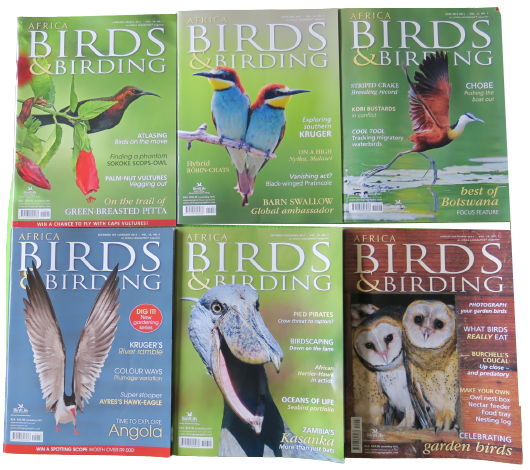 AFRICA
BIRDS
& BIRDING
ATLASING
Birds on the move
Finding a phantom
SOKOKE SCOPS-OWL
PALM-NUT VULTURES
Vegging out
On the trail of
GREEN-BREASTED PITTA
WIN A CHANCE TO FLY WITH CAPE VULTURES!
BIRDS
& BIRDING
Exploring
southern
KRUGER
ON A HIGH
Nyika, Malawi
Hybrid
ROBIN-CHATS
Vanishing act?
Black-winged Pratincole
BARN SWALLOW
Global ambassador
AFRICA
BIRDS
& BIRDING
STRIPED CRAKE
Breeding record
KORI BUSTARDS
in conflict
COOL TOOL
Tracking migratory
waterbirds
CHOBE
Pushing the
boat out
best of
Botswana
FOCUS FEATURE
AFRICA
BIRDS
& BIRDING
DIG IT!
New
gardening
series
KRUGER'S
River ramble
COLOUR WAYS
Plumage variation
Super stooper
AYRES'S HAWK-EAGLE
TIME TO EXPLORE
Angola
WIN A SPOTTING SCOPE
AFRICA
BIRDS
& BIRDING
PIED PIRATES
Crow threat to raptors?
BIRDSCAPING
Down on the farm
African
Harrier-Hawk
in action
OCEANS OF LIFE
Seabird portfolio
ZAMBIA'S
Kasanka
More than just bats
AFRICA
BIRDS
& BIRDING
PHOTOGRAPH
your garden birds
WHAT BIRDS
REALLY EAT
BURCHELL'S
COUCAL
Up close –
and predatory
MAKE YOUR OWN
Owl nest box
Nectar feeder
Food tray
Nesting log
CELEBRATING
garden birds